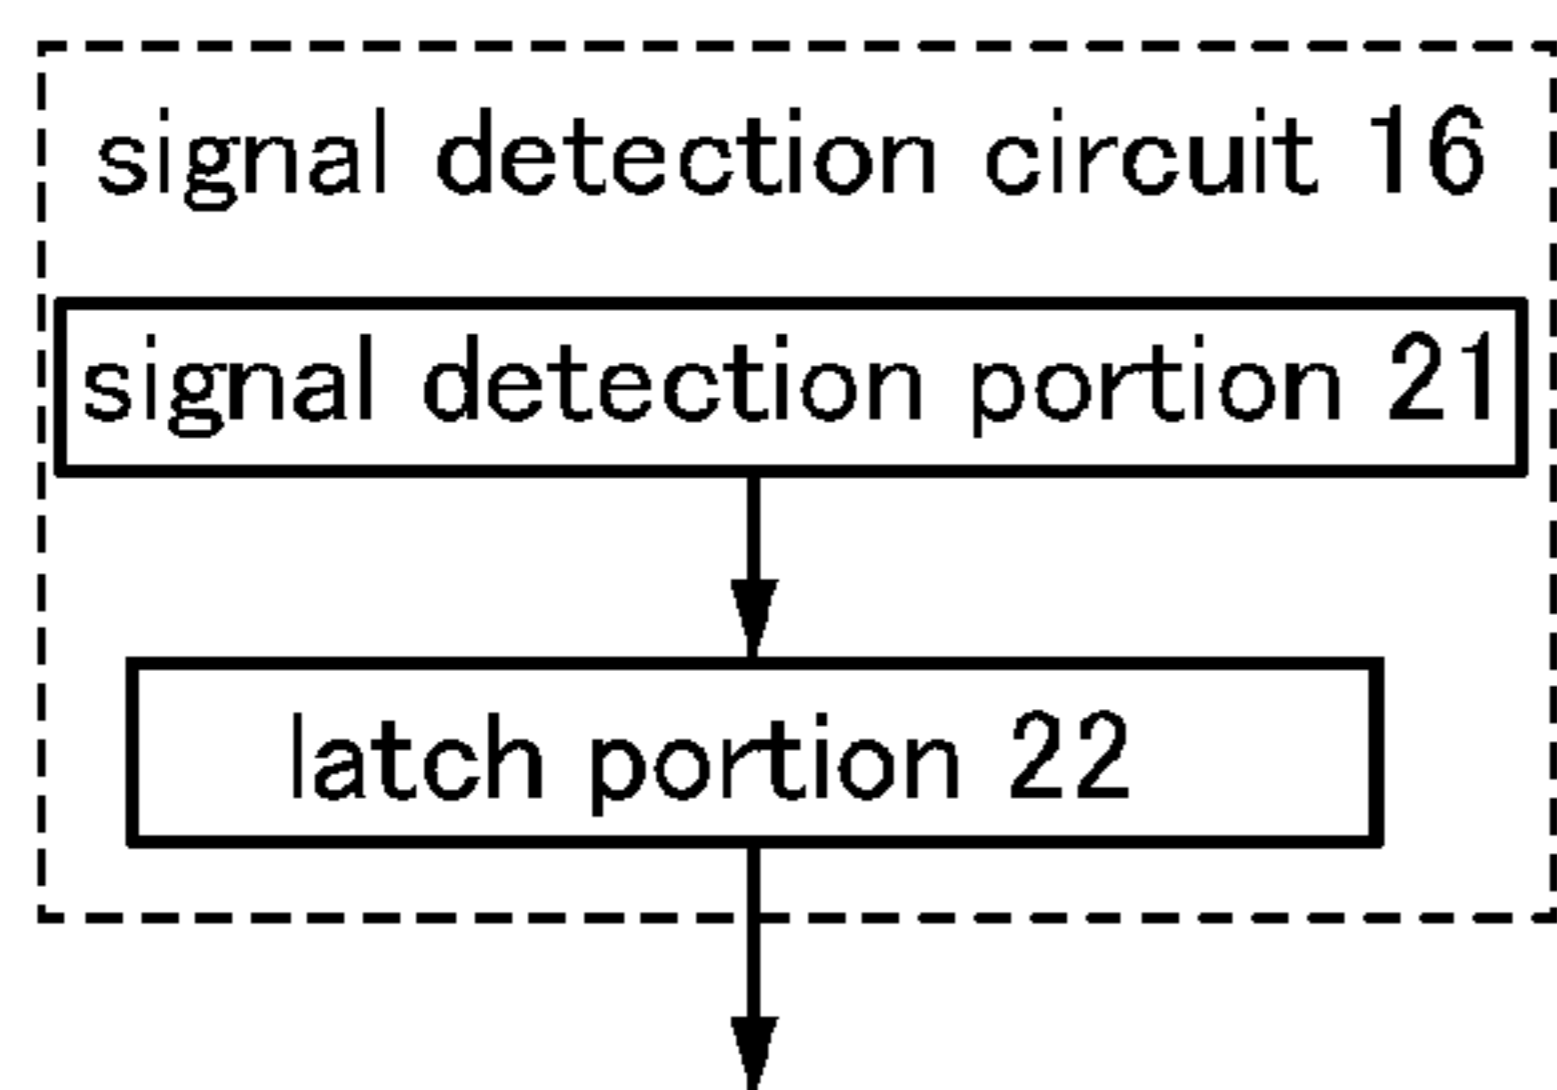 signal detection circuit 16
signal detection portion 21
latch portion 22